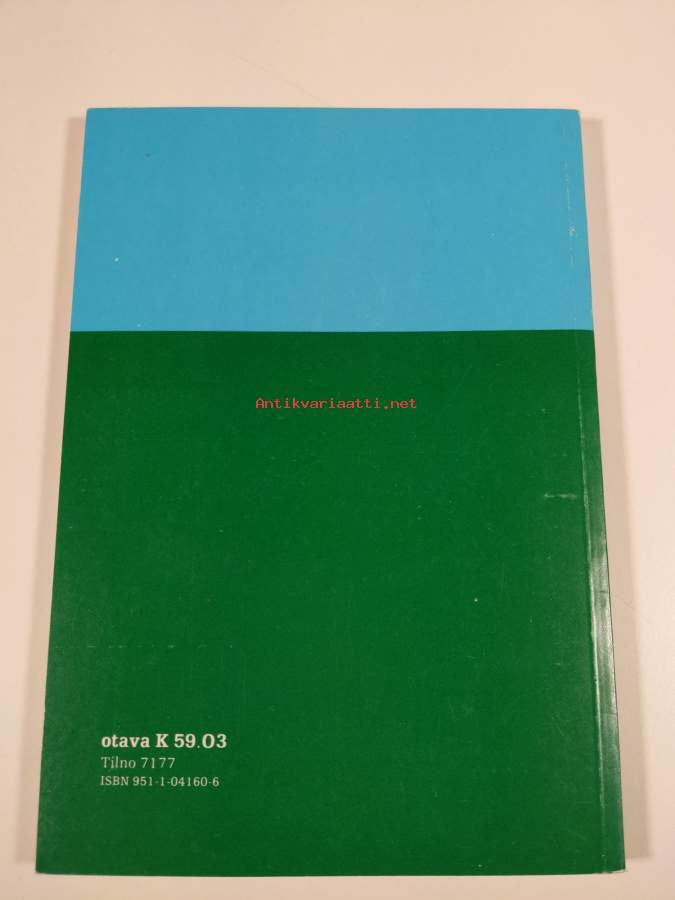 Antikvariaatti.net
otava K 59.03
Tilno 7177
ISBN 951-1-04160-6